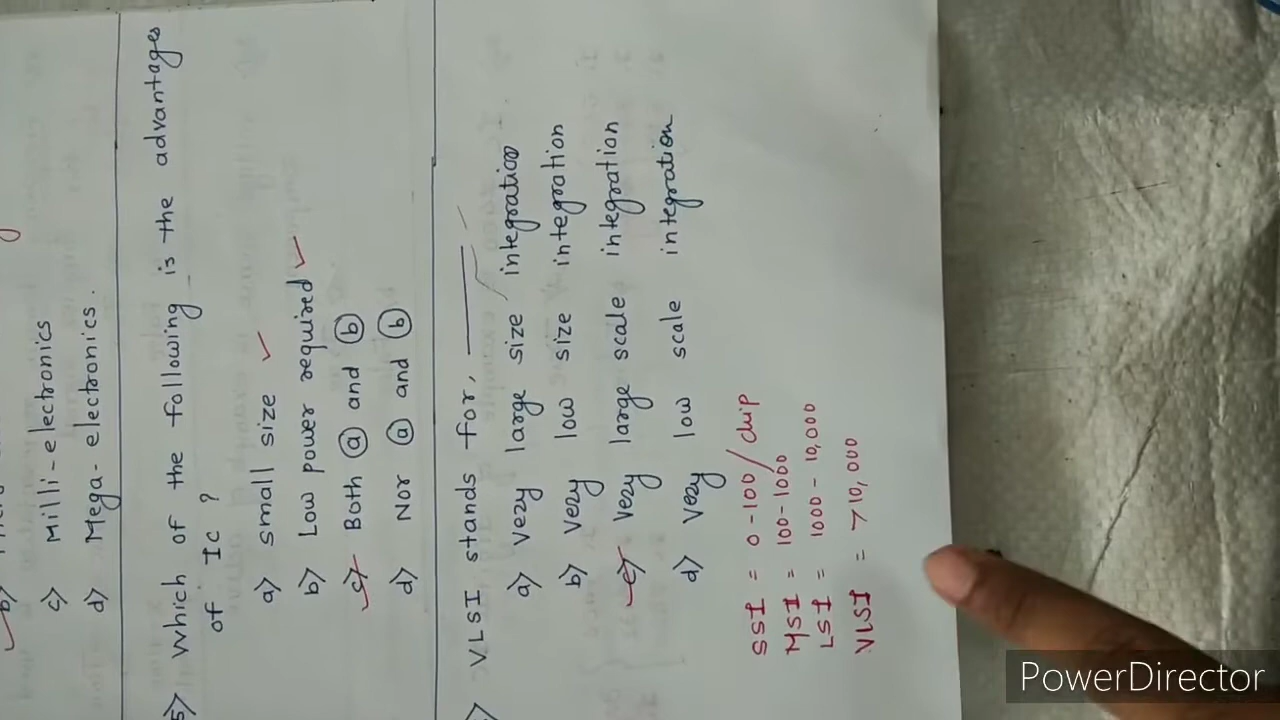 b)
c) Milli-electronics
d) Mega-electronics.
5) Which of the following is the advantages
of Ic ?
a) small size ✓
b) Low power required ✓
c) Both ⓐ and ⓑ
d) Nor ⓐ and ⓑ
VLSI stands for, ____
a) very large size integration
b) very low size integration
c) very large scale integration
d) very low scale integration
SSI = 0-100/chip
MSI = 100-1000
LSI = 1000-10,000
VLSI = >10,000
PowerDirector